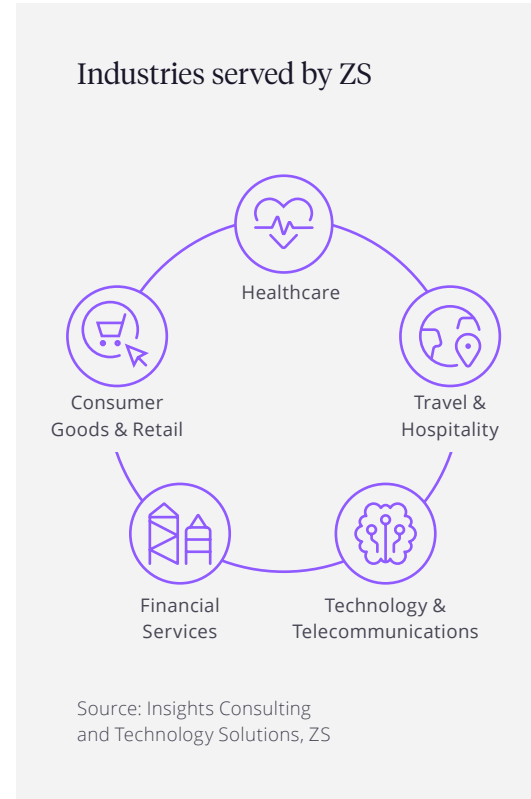 Industries served by ZS
Healthcare
Consumer
Goods & Retail
Travel &
Hospitality
Financial
Services
Technology &
Telecommunications
Source: Insights Consulting
and Technology Solutions, ZS